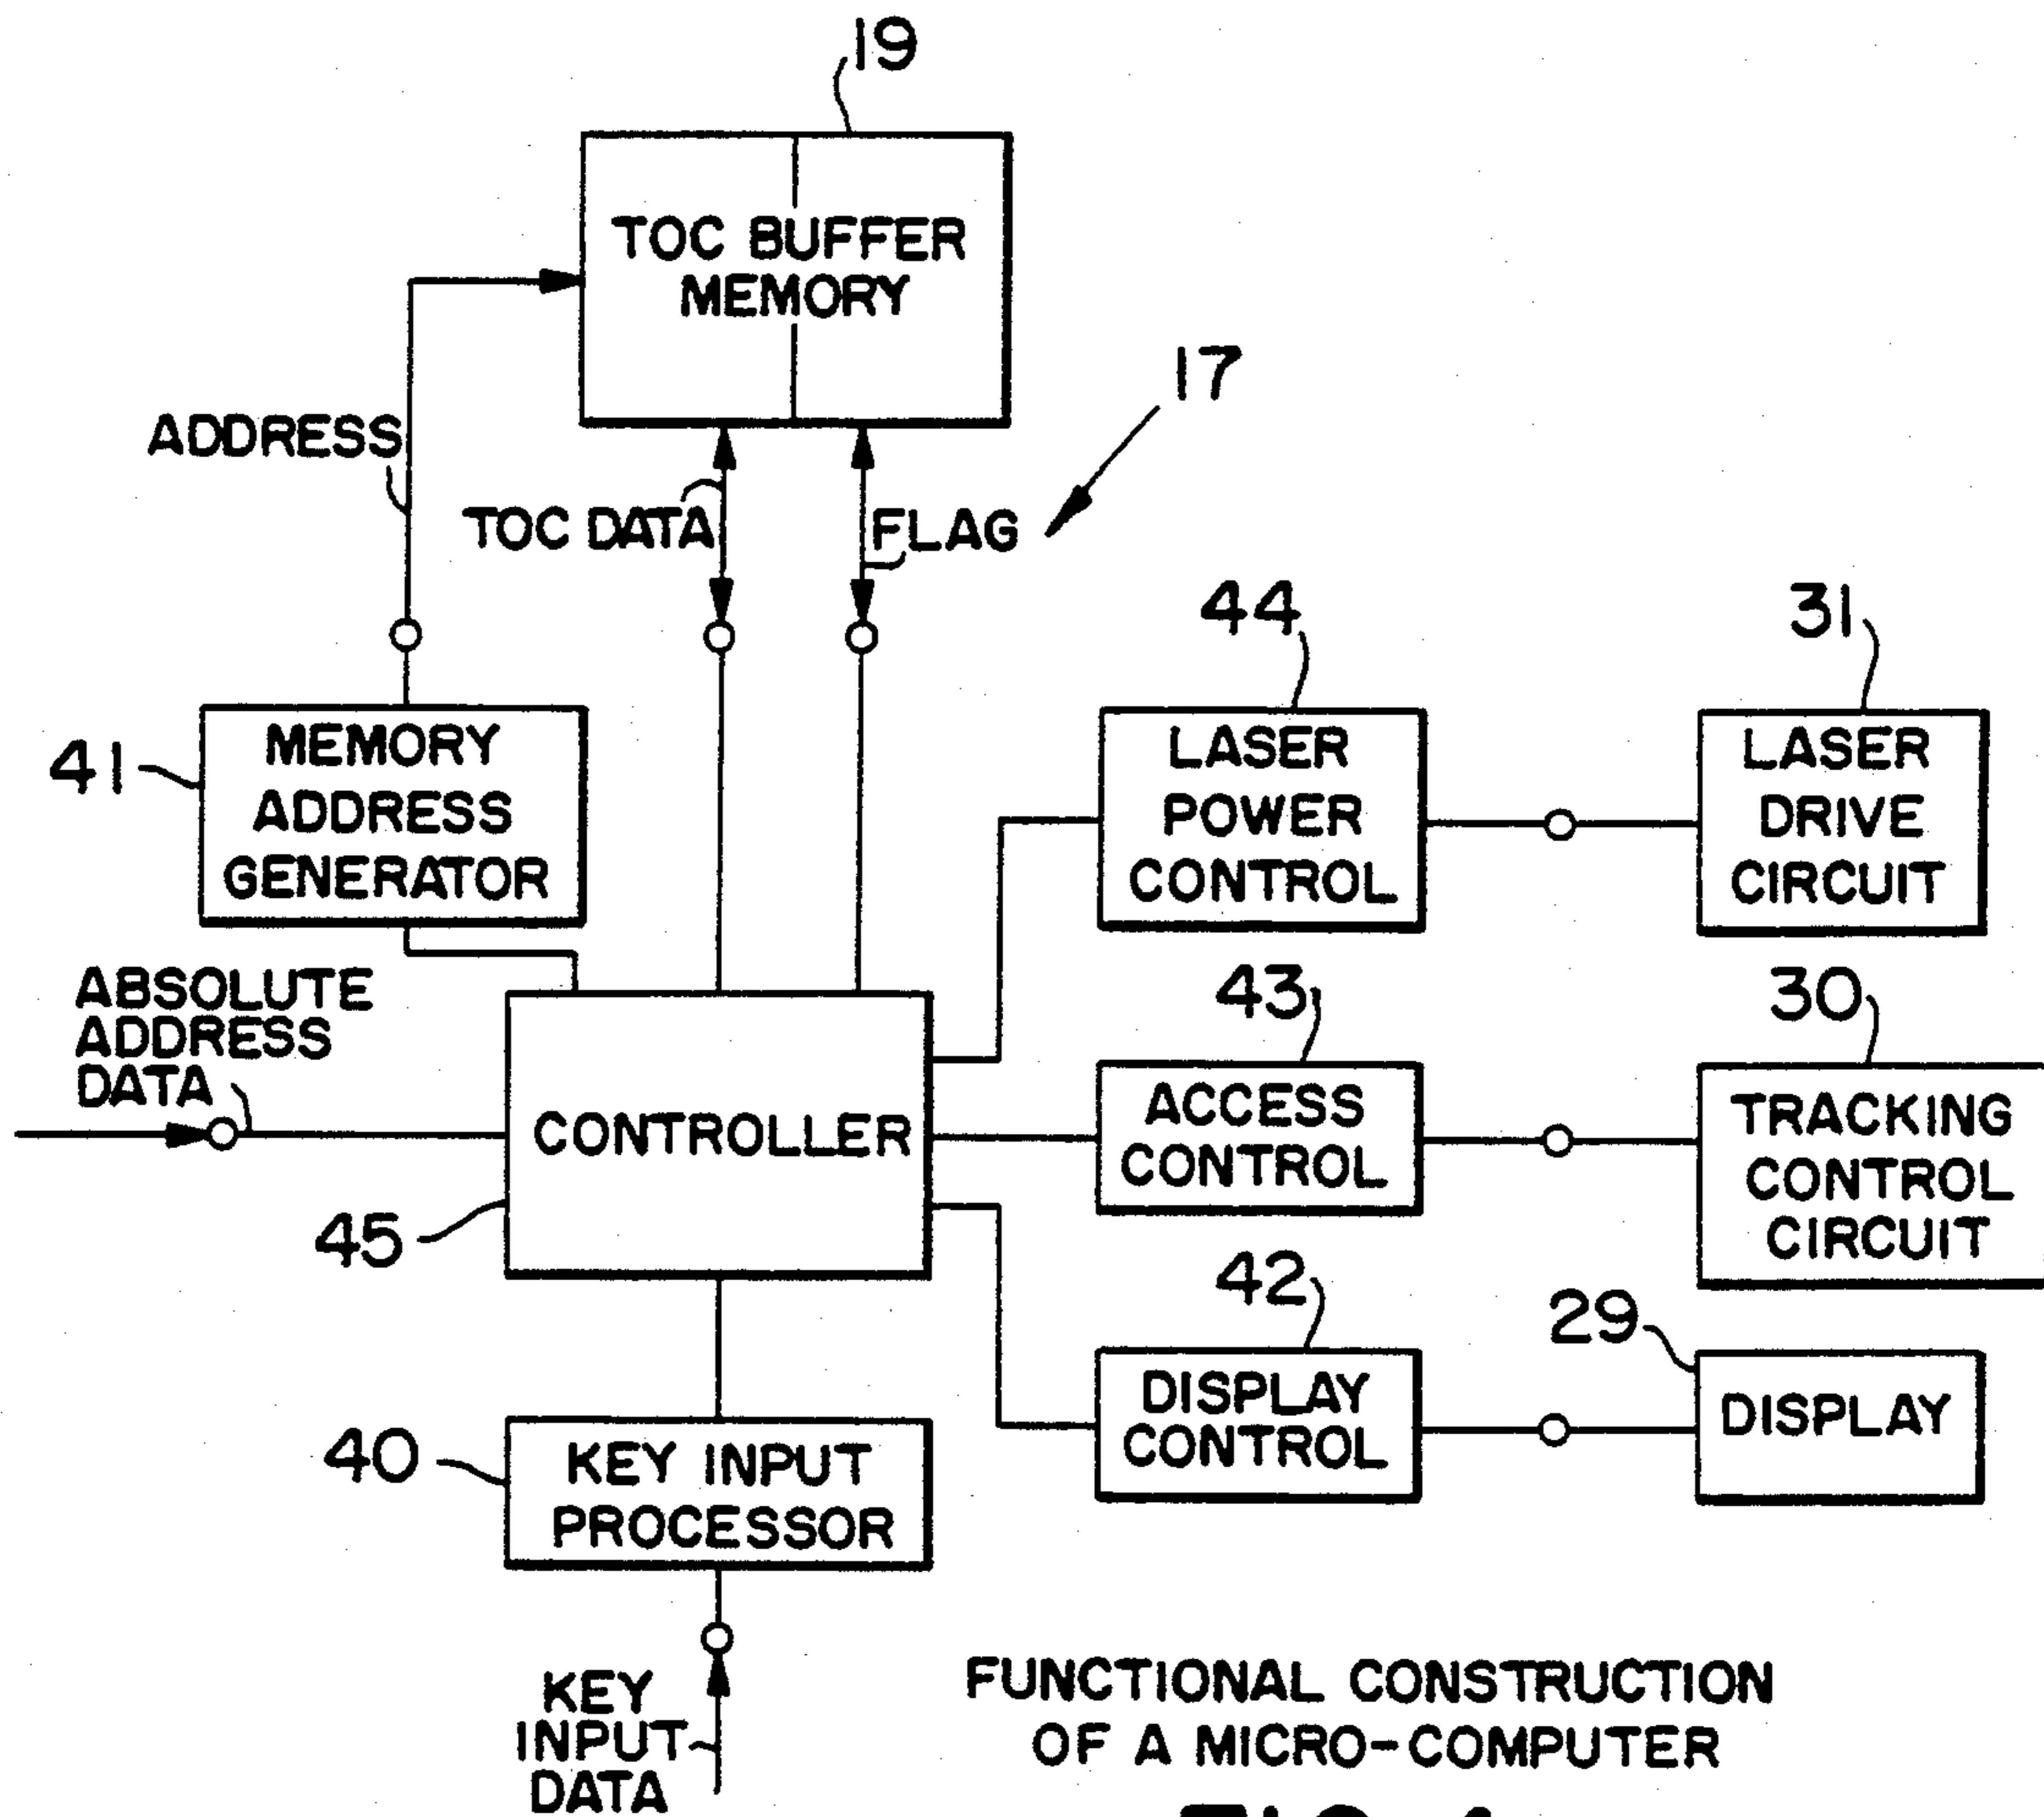 19
TOC BUFFER
MEMORY
17
ADDRESS
TOC DATA
FLAG
44
31
41
MEMORY
ADDRESS
GENERATOR
LASER
POWER
CONTROL
LASER
DRIVE
CIRCUIT
ABSOLUTE
ADDRESS
DATA
43
30
CONTROLLER
ACCESS
CONTROL
TRACKING
CONTROL
CIRCUIT
45
42
29
DISPLAY
CONTROL
DISPLAY
40
KEY INPUT
PROCESSOR
KEY
INPUT
DATA
FUNCTIONAL CONSTRUCTION
OF A MICRO-COMPUTER